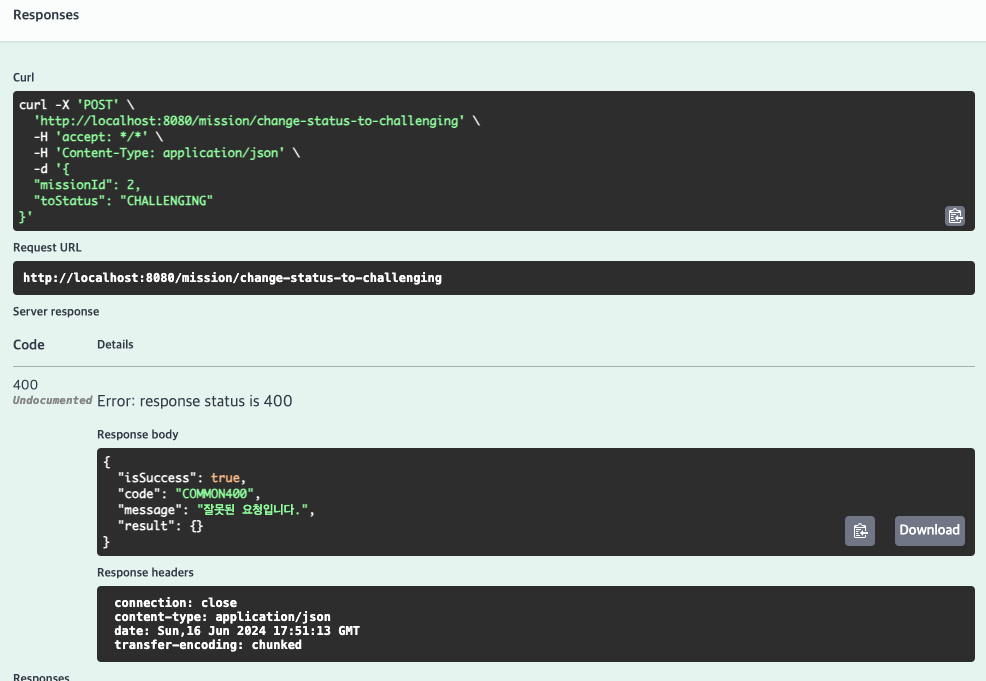 Responses
Curl
curl -X 'POST' \
  'http://localhost:8080/mission/change-status-to-challenging' \
  -H 'accept: */*' \
  -H 'Content-Type: application/json' \
  -d '{
  "missionId": 2,
  "toStatus": "CHALLENGING"
}'
Request URL
http://localhost:8080/mission/change-status-to-challenging
Server response
Code Details
400
Undocumented Error: response status is 400
Response body
{
  "isSuccess": true,
  "code": "COMMON400",
  "message": "잘못된 요청입니다.",
  "result": {}
}
Download
Response headers
connection: close
content-type: application/json
date: Sun,16 Jun 2024 17:51:13 GMT
transfer-encoding: chunked
Responses